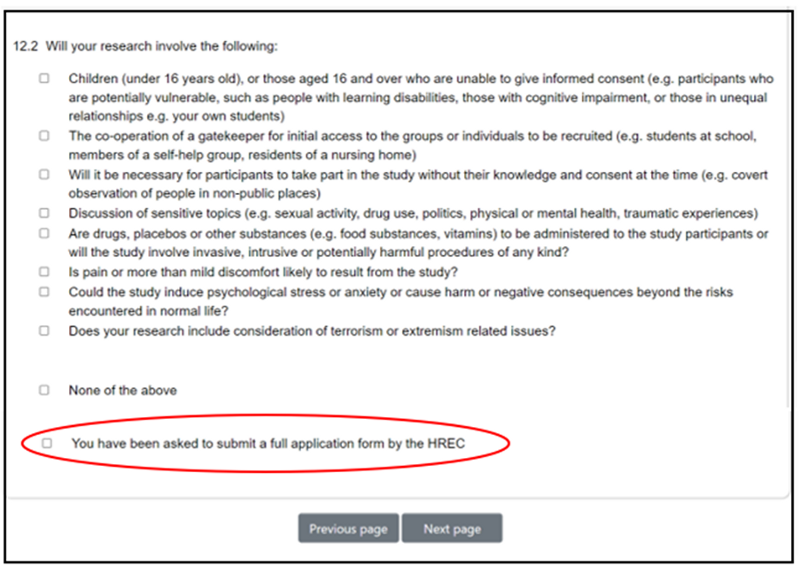 12.2 Will your research involve the following:
Children (under 16 years old), or those aged 16 and over who are unable to give informed consent (e.g. participants who
are potentially vulnerable, such as people with learning disabilities, those with cognitive impairment, or those in unequal
relationships e.g. your own students)
The co-operation of a gatekeeper for initial access to the groups or individuals to be recruited (e.g. students at school,
members of a self-help group, residents of a nursing home)
Will it be necessary for participants to take part in the study without their knowledge and consent at the time (e.g. covert
observation of people in non-public places)
Discussion of sensitive topics (e.g. sexual activity, drug use, politics, physical or mental health, traumatic experiences)
Are drugs, placebos or other substances (e.g. food substances, vitamins) to be administered to the study participants or
will the study involve invasive, intrusive or potentially harmful procedures of any kind?
Is pain or more than mild discomfort likely to result from the study?
Could the study induce psychological stress or anxiety or cause harm or negative consequences beyond the risks
encountered in normal life?
Does your research include consideration of terrorism or extremism related issues?
None of the above
You have been asked to submit a full application form by the HREC
Previous page Next page